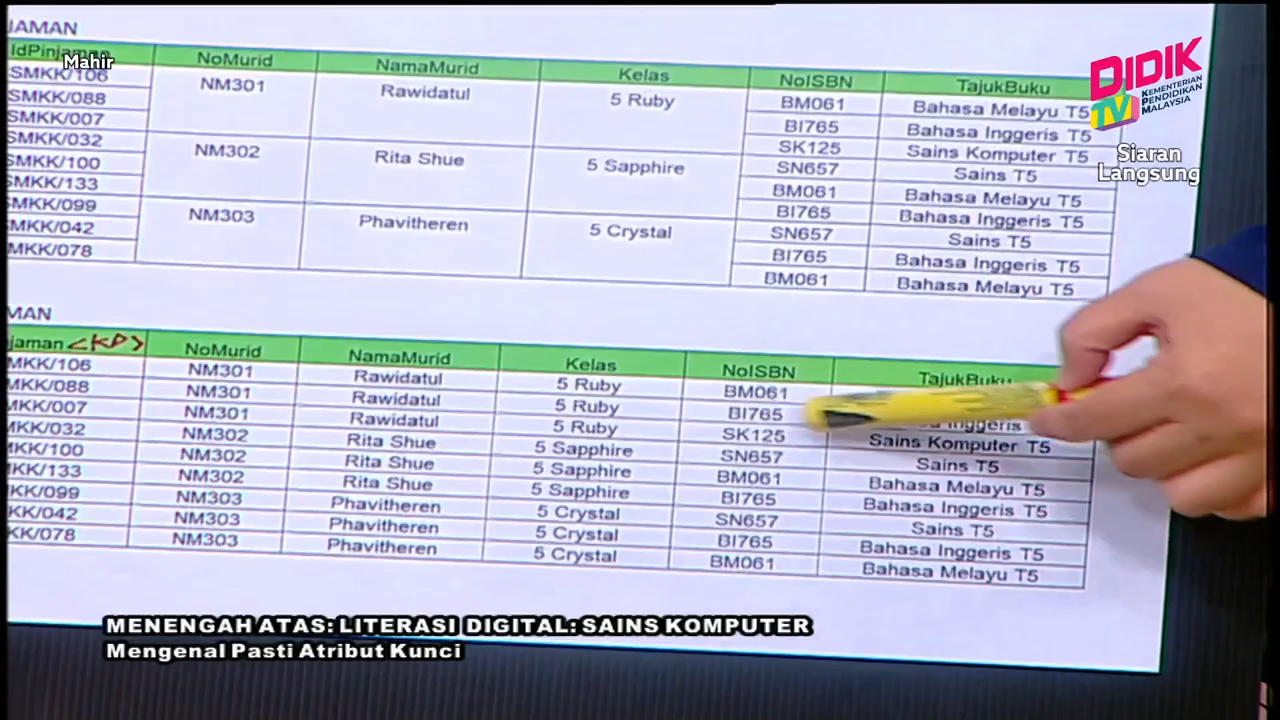 JAMAN
IdPinjaman NoMurid NamaMurid Kelas NoISBN TajukBuku
Mahir
SMKK/106 NM301 Rawidatul 5 Ruby BM061 Bahasa Melayu T5
SMKK/088 BI765 Bahasa Inggeris T5
SMKK/007 SK125 Sains Komputer T5
SMKK/032 NM302 Rita Shue 5 Sapphire SN657 Sains T5
SMKK/100 BM061 Bahasa Melayu T5
SMKK/133 BI765 Bahasa Inggeris T5
SMKK/099 NM303 Phavitheren 5 Crystal SN657 Sains T5
SMKK/042 BI765 Bahasa Inggeris T5
SMKK/078 BM061 Bahasa Melayu T5
DIDIK
TV
KEMENTERIAN
PENDIDIKAN
MALAYSIA
Siaran
Langsung
MAN
jaman <KP> NoMurid NamaMurid Kelas NoISBN TajukBuku
MKK/106 NM301 Rawidatul 5 Ruby BM061
MKK/088 NM301 Rawidatul 5 Ruby BI765 Inggeris
MKK/007 NM301 Rawidatul 5 Ruby SK125 Sains Komputer T5
MKK/032 NM302 Rita Shue 5 Sapphire SN657 Sains T5
KK/100 NM302 Rita Shue 5 Sapphire BM061 Bahasa Melayu T5
KK/133 NM302 Rita Shue 5 Sapphire BI765 Bahasa Inggeris T5
KK/099 NM303 Phavitheren 5 Crystal SN657 Sains T5
KK/042 NM303 Phavitheren 5 Crystal BI765 Bahasa Inggeris T5
KK/078 NM303 Phavitheren 5 Crystal BM061 Bahasa Melayu T5
MENENGAH ATAS: LITERASI DIGITAL: SAINS KOMPUTER
Mengenal Pasti Atribut Kunci